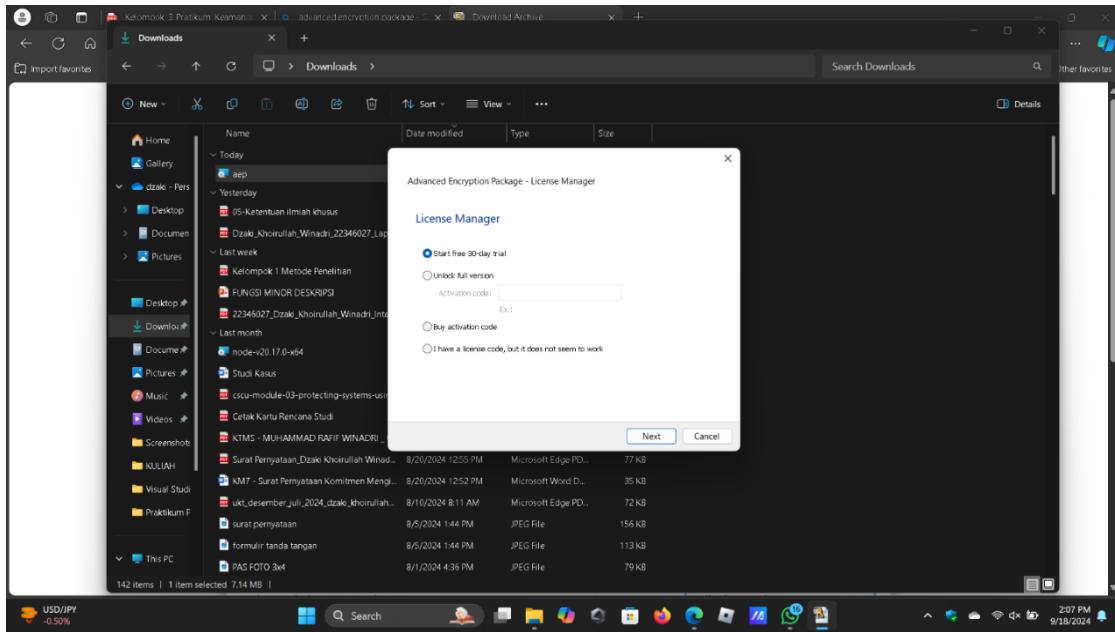 Kelompok 3 Pratikum Keamanan
advanced encryption package - S
Download Archive
Import favorites
Other favorites
Downloads
Downloads
Search Downloads
New
Sort
View
Details
Name
Date modified
Type
Size
Home
Gallery
dzaki - Pers
Desktop
Documen
Pictures
Desktop
Downloa
Docume
Pictures
Music
Videos
Screenshots
KULIAH
Visual Studi
Praktikum F
This PC
Today
aep
Yesterday
05-Ketentuan ilmiah khusus
Dzaki_Khoirullah_Winadri_22346027_Lap
Last week
Kelompok 1 Metode Penelitian
FUNGSI MINOR DESKRIPSI
22346027_Dzaki_Khoirullah_Winadri_Inte
Last month
node-v20.17.0-x64
Studi Kasus
cscu-module-03-protecting-systems-usi
Cetak Kartu Rencana Studi
KTMS - MUHAMMAD RAFIF WINADRI _
Surat Pernyataan_Dzaki Khoirullah Winad... 8/20/2024 12:55 PM Microsoft Edge PD... 77 KB
KM7 - Surat Pernyataan Komitmen Mengi... 8/20/2024 12:52 PM Microsoft Word D... 35 KB
ukt_desember_juli_2024_dzaki_khoirullah... 8/10/2024 8:11 AM Microsoft Edge PD... 72 KB
surat pernyataan 8/5/2024 1:44 PM JPEG File 156 KB
formulir tanda tangan 8/5/2024 1:44 PM JPEG File 113 KB
PAS FOTO 3x4 8/1/2024 4:36 PM JPEG File 79 KB
Advanced Encryption Package - License Manager
License Manager
Start free 30-day trial
Unlock full version
Activation code:
Ex.:
Buy activation code
I have a license code, but it does not seem to work
Next
Cancel
142 items | 1 item selected 7.14 MB |
USD/JPY
-0.50%
Search
2:07 PM
9/18/2024